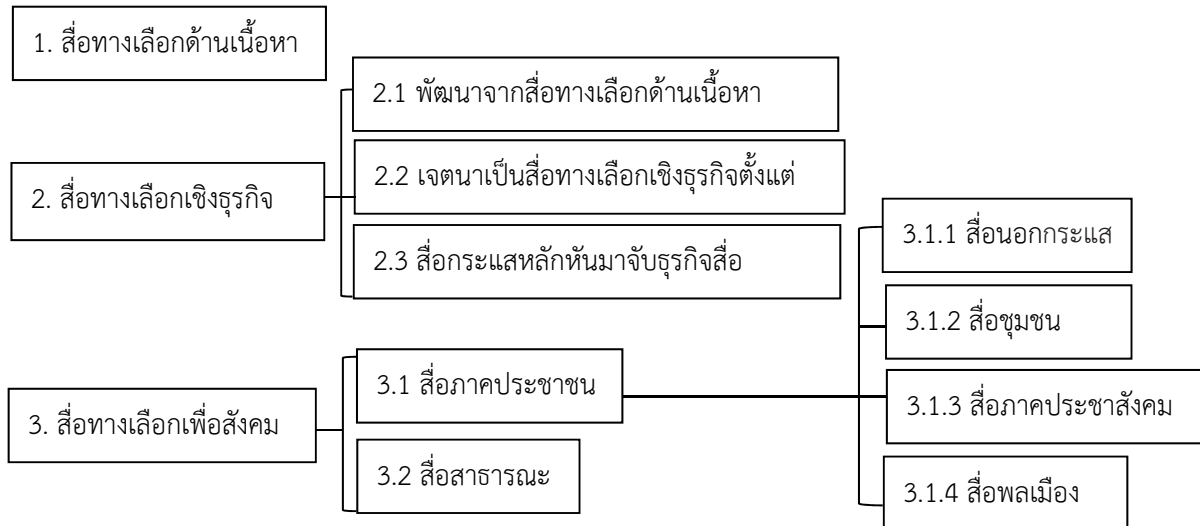 1. สื่อทางเลือกด้านเนื้อหา
2. สื่อทางเลือกเชิงธุรกิจ
2.1 พัฒนาจากสื่อทางเลือกด้านเนื้อหา
2.2 เจตนาเป็นสื่อทางเลือกเชิงธุรกิจตั้งแต่
2.3 สื่อกระแสหลักหันมาจับธุรกิจสื่อ
3. สื่อทางเลือกเพื่อสังคม
3.1 สื่อภาคประชาชน
3.1.1 สื่อนอกกระแส
3.1.2 สื่อชุมชน
3.1.3 สื่อภาคประชาสังคม
3.1.4 สื่อพลเมือง
3.2 สื่อสาธารณะ